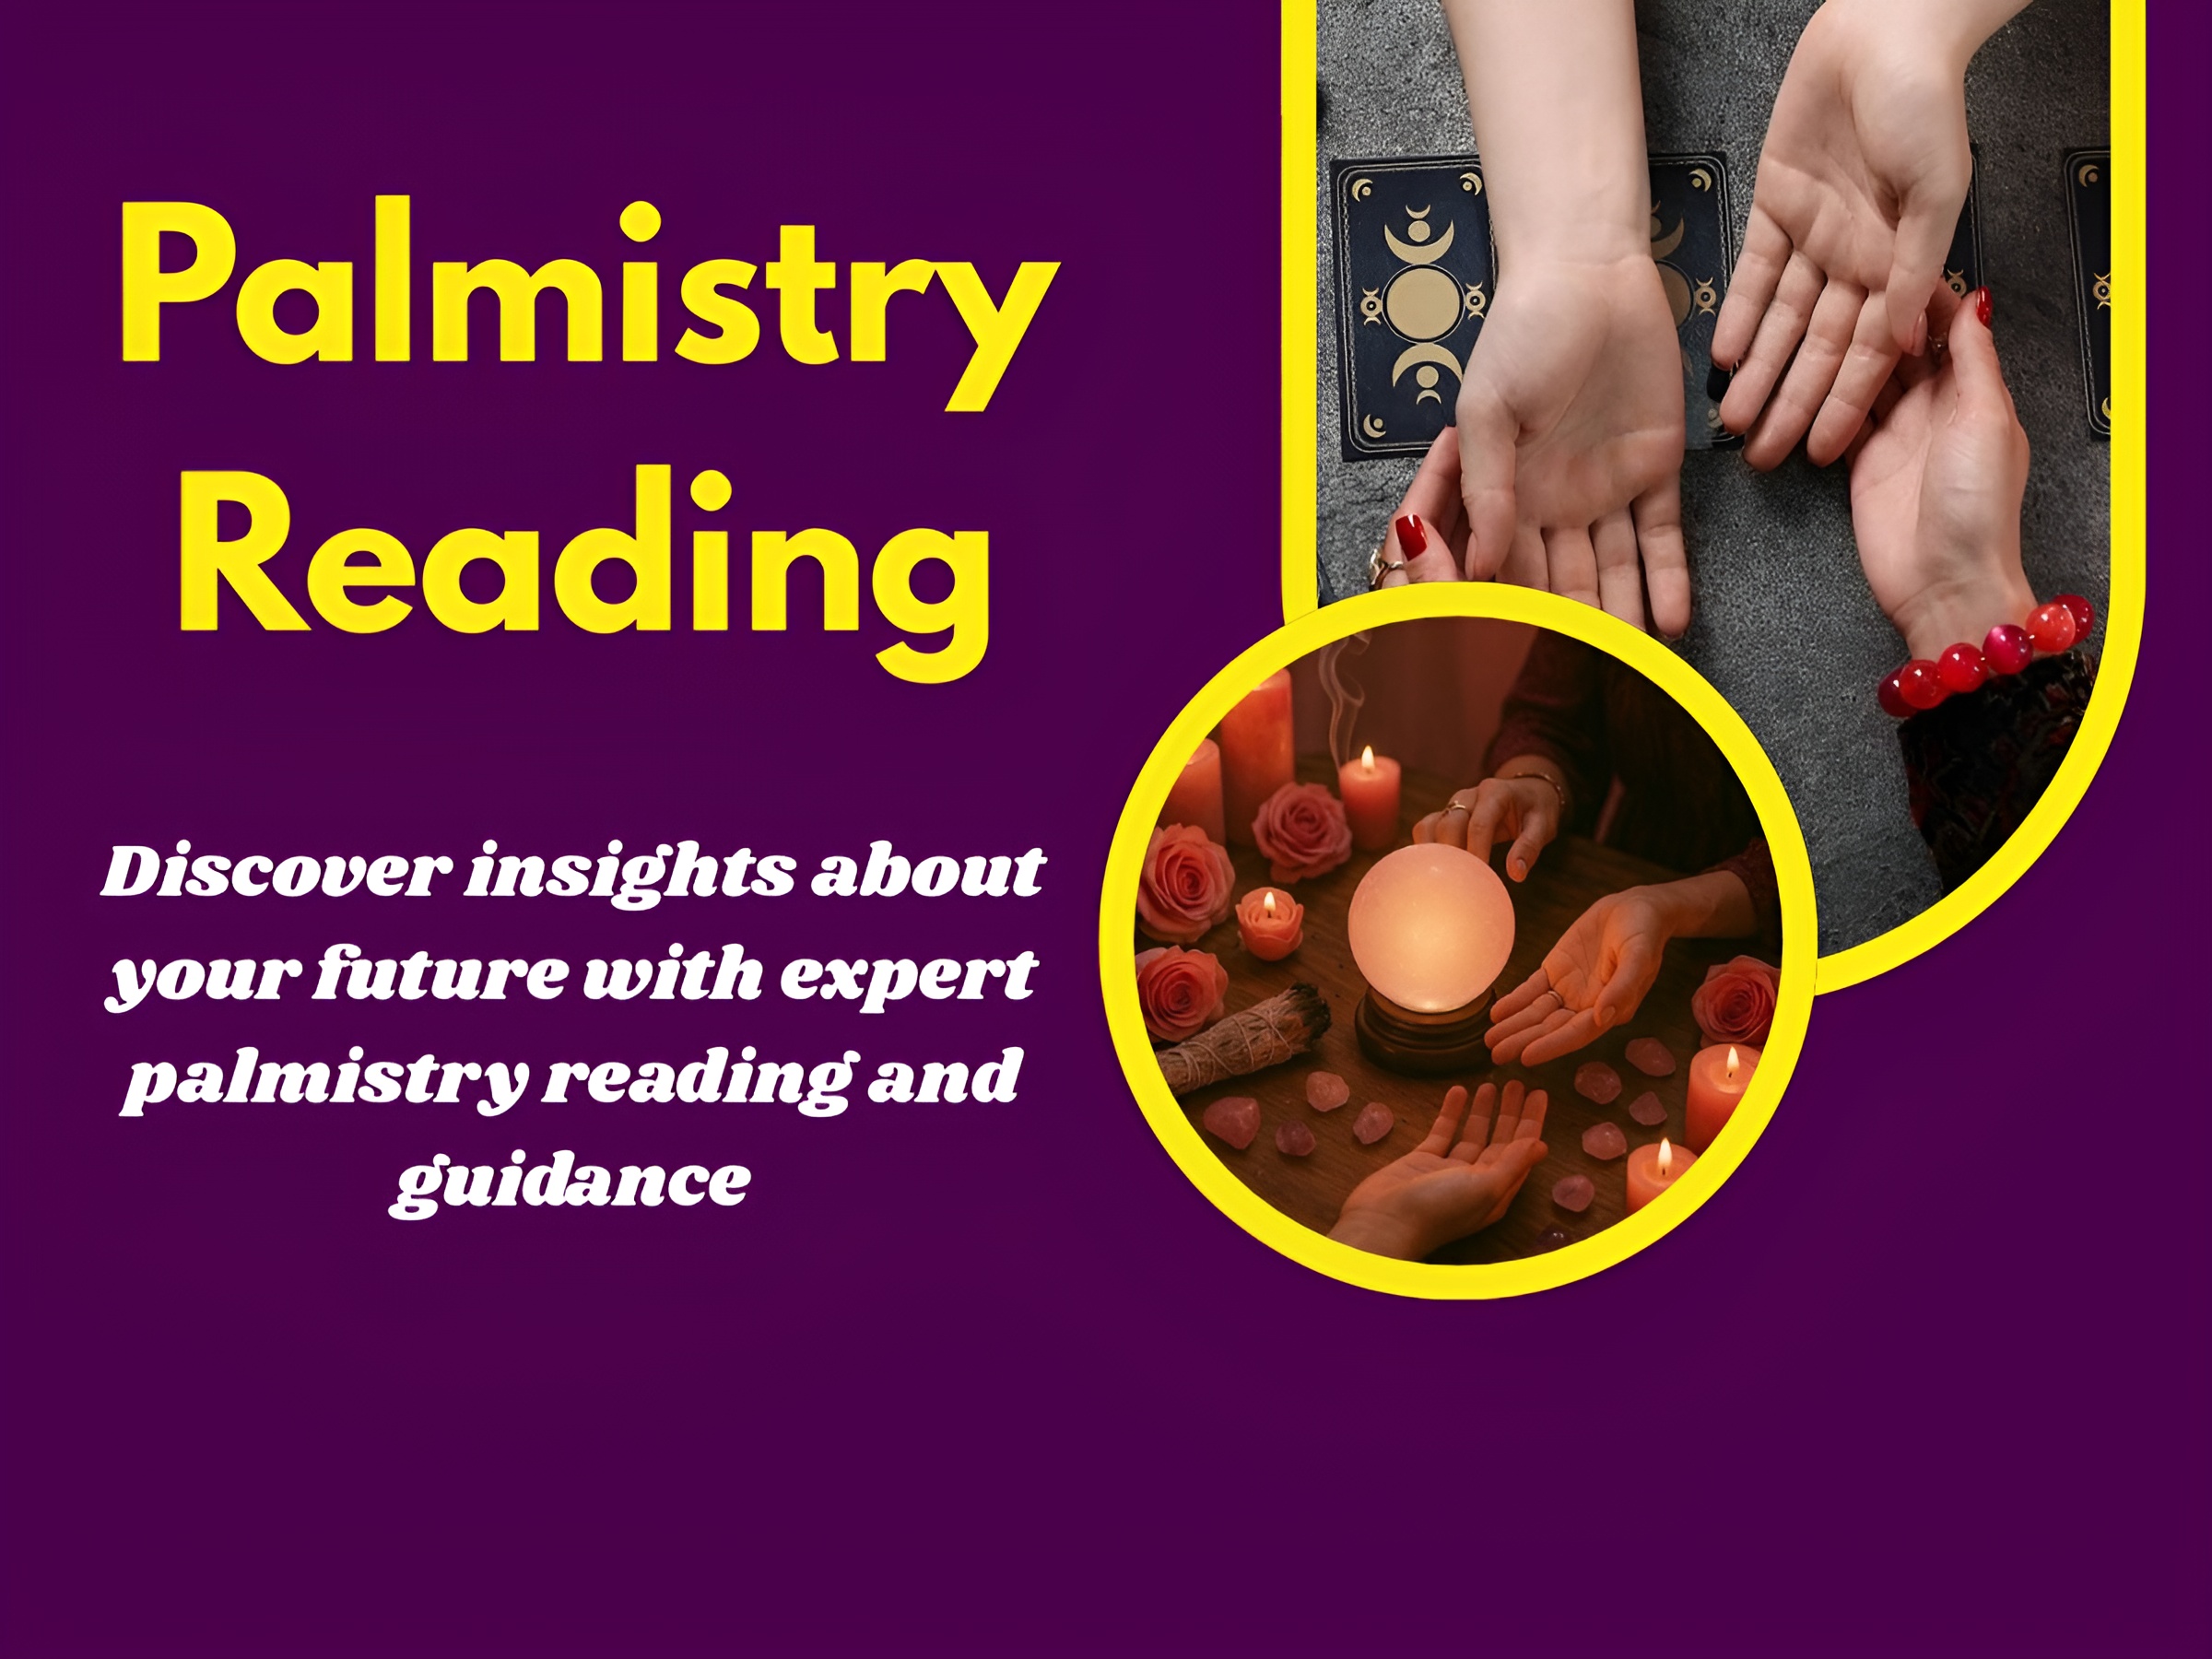 Palmistry
Reading
Discover insights about
your future with expert
palmistry reading and
guidance